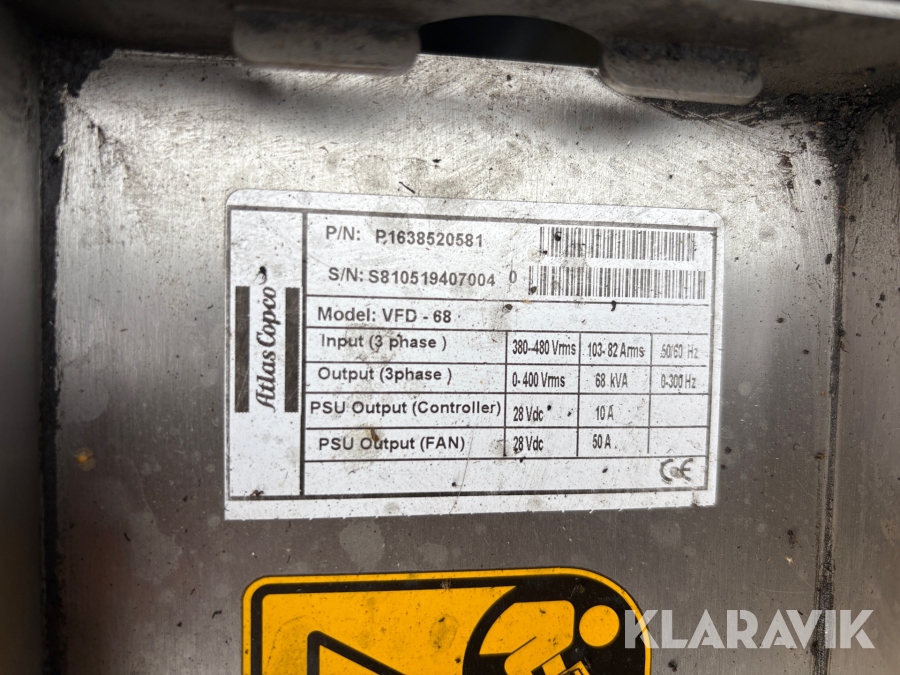 P/N: P1638520581
S/N: S810519407004 0
Atlas Copco
Model: VFD - 68
Input (3 phase ) 380-480 Vrms 103- 82 Arms 50/60 Hz
Output (3phase ) 0- 400 Vrms 68 kVA 0-300 Hz
PSU Output (Controller) 28 Vdc 10 A
PSU Output (FAN) 28 Vdc 50 A
CE
KLARAVIK